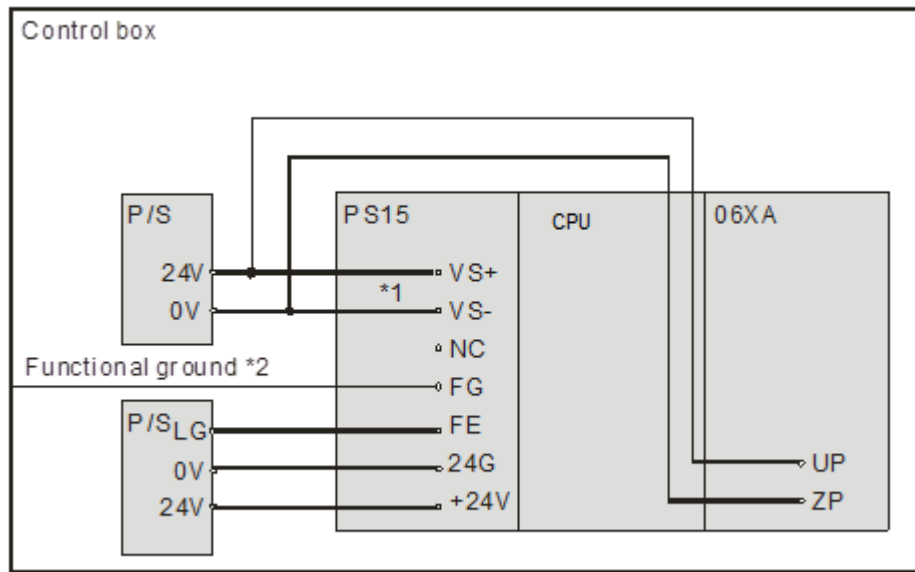 Control box
P/S
PS15
CPU
06XA
24V
VS+
*1
0V
VS-
NC
Functional ground *2
FG
P/S
LG
FE
0V
24G
UP
24V
+24V
ZP